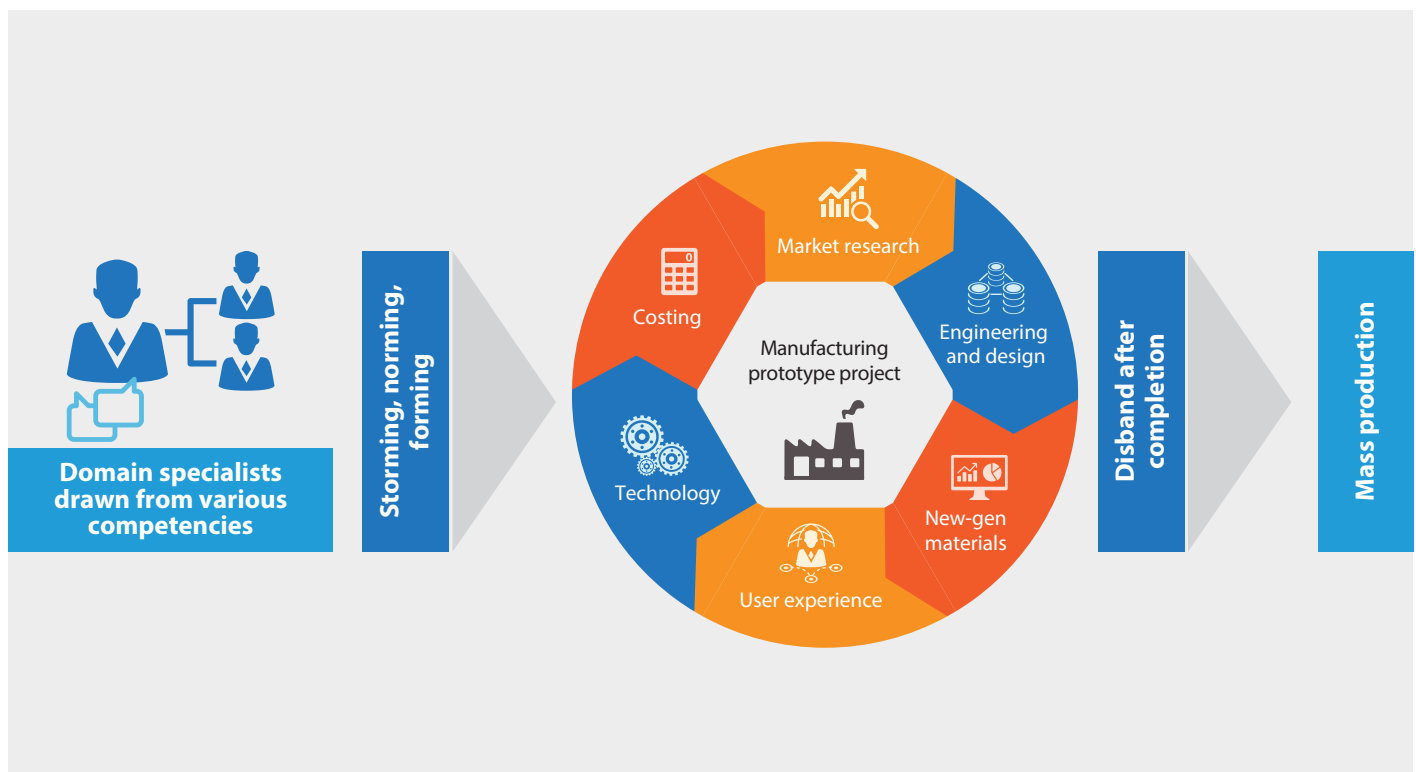 Domain specialists
drawn from various
competencies
Storming, norming,
forming
Market research
Engineering
and design
New-gen
materials
User experience
Technology
Costing
0
Manufacturing
prototype project
Disband after
completion
Mass production